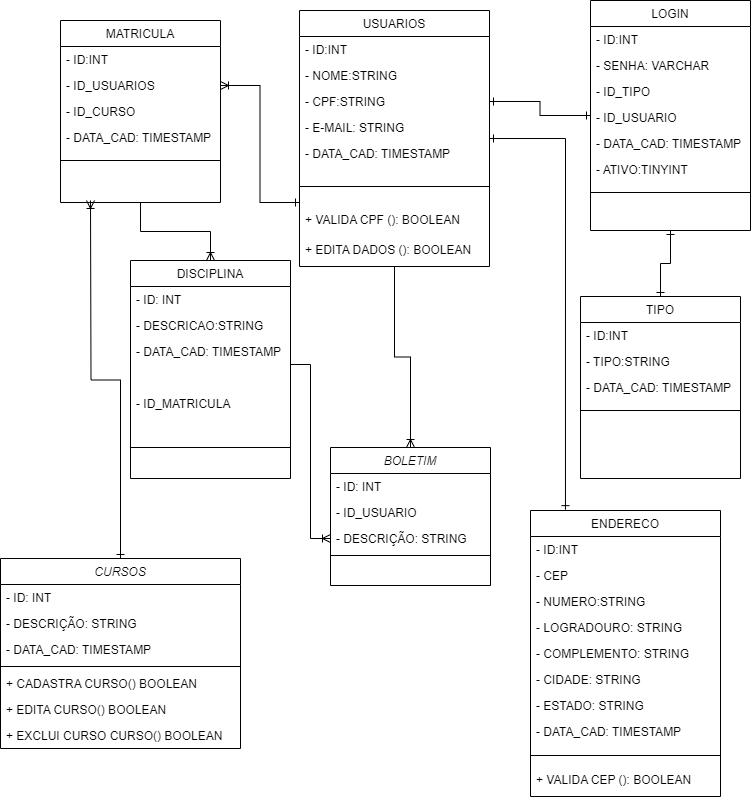 MATRICULA
- ID:INT
- ID_USUARIOS
- ID_CURSO
- DATA_CAD: TIMESTAMP
USUARIOS
- ID:INT
- NOME:STRING
- CPF:STRING
- E-MAIL: STRING
- DATA_CAD: TIMESTAMP
+ VALIDA CPF (): BOOLEAN
+ EDITA DADOS (): BOOLEAN
LOGIN
- ID:INT
- SENHA: VARCHAR
- ID_TIPO
- ID_USUARIO
- DATA_CAD: TIMESTAMP
- ATIVO:TINYINT
DISCIPLINA
- ID: INT
- DESCRICAO:STRING
- DATA_CAD: TIMESTAMP
- ID_MATRICULA
TIPO
- ID:INT
- TIPO:STRING
- DATA_CAD: TIMESTAMP
BOLETIM
- ID: INT
- ID_USUARIO
- DESCRIÇÃO: STRING
CURSOS
- ID: INT
- DESCRIÇÃO: STRING
- DATA_CAD: TIMESTAMP
+ CADASTRA CURSO() BOOLEAN
+ EDITA CURSO() BOOLEAN
+ EXCLUI CURSO CURSO() BOOLEAN
ENDERECO
- ID:INT
- CEP
- NUMERO:STRING
- LOGRADOURO: STRING
- COMPLEMENTO: STRING
- CIDADE: STRING
- ESTADO: STRING
- DATA_CAD: TIMESTAMP
+ VALIDA CEP (): BOOLEAN